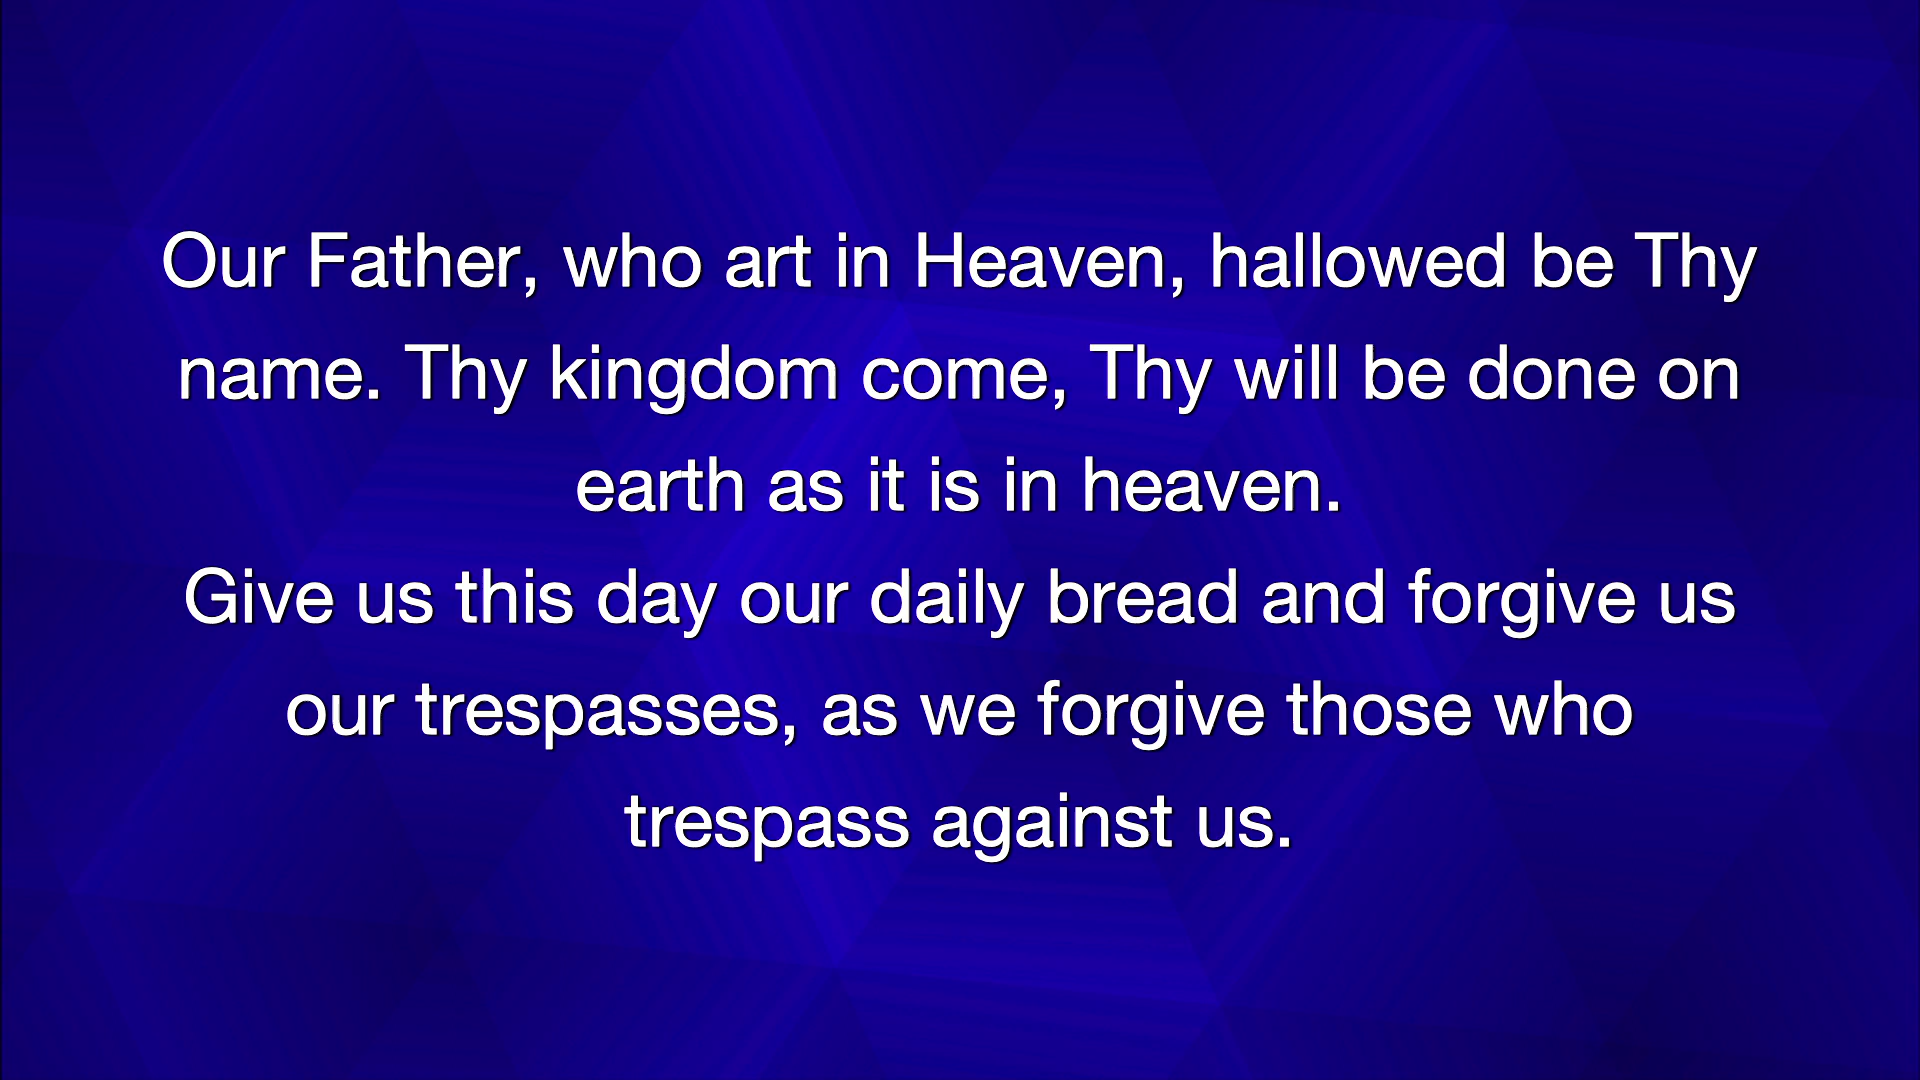 Our Father, who art in Heaven, hallowed be Thy
name. Thy kingdom come, Thy will be done on
earth as it is in heaven.
Give us this day our daily bread and forgive us
our trespasses, as we forgive those who
trespass against us.